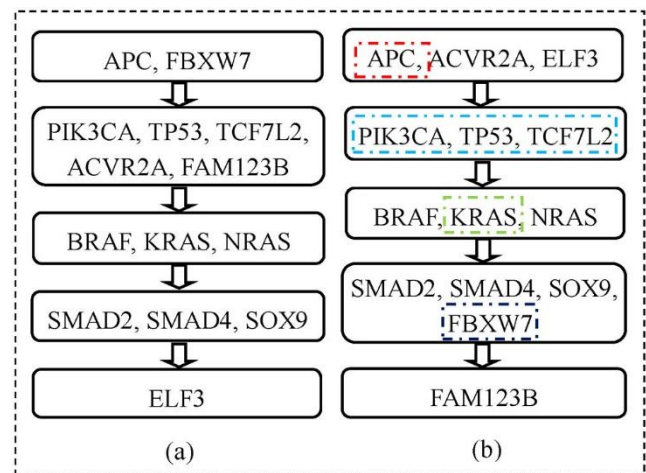 APC, FBXW7
PIK3CA, TP53, TCF7L2,
ACVR2A, FAM123B
BRAF, KRAS, NRAS
SMAD2, SMAD4, SOX9
ELF3
(a)
APC, ACVR2A, ELF3
PIK3CA, TP53, TCF7L2
BRAF, KRAS, NRAS
SMAD2, SMAD4, SOX9,
FBXW7
FAM123B
(b)